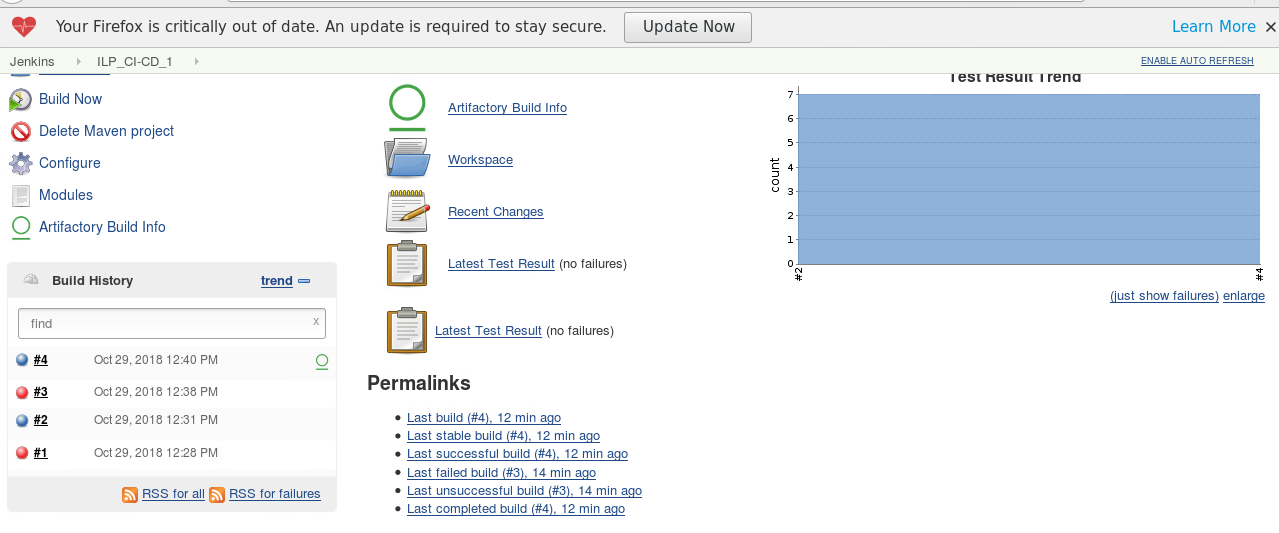 Your Firefox is critically out of date. An update is required to stay secure. Update Now Learn More ✕
Jenkins ILP_CI-CD_1 ENABLE AUTO REFRESH
Build Now
Delete Maven project
Configure
Modules
Artifactory Build Info
Build History trend
find x
#4 Oct 29, 2018 12:40 PM
#3 Oct 29, 2018 12:38 PM
#2 Oct 29, 2018 12:31 PM
#1 Oct 29, 2018 12:28 PM
RSS for all RSS for failures
Artifactory Build Info
Workspace
Recent Changes
Latest Test Result (no failures)
Latest Test Result (no failures)
Permalinks
Last build (#4), 12 min ago
Last stable build (#4), 12 min ago
Last successful build (#4), 12 min ago
Last failed build (#3), 14 min ago
Last unsuccessful build (#3), 14 min ago
Last completed build (#4), 12 min ago
Test Result Trend
count
7
6
5
4
3
2
1
0
#2 #4
(just show failures) enlarge